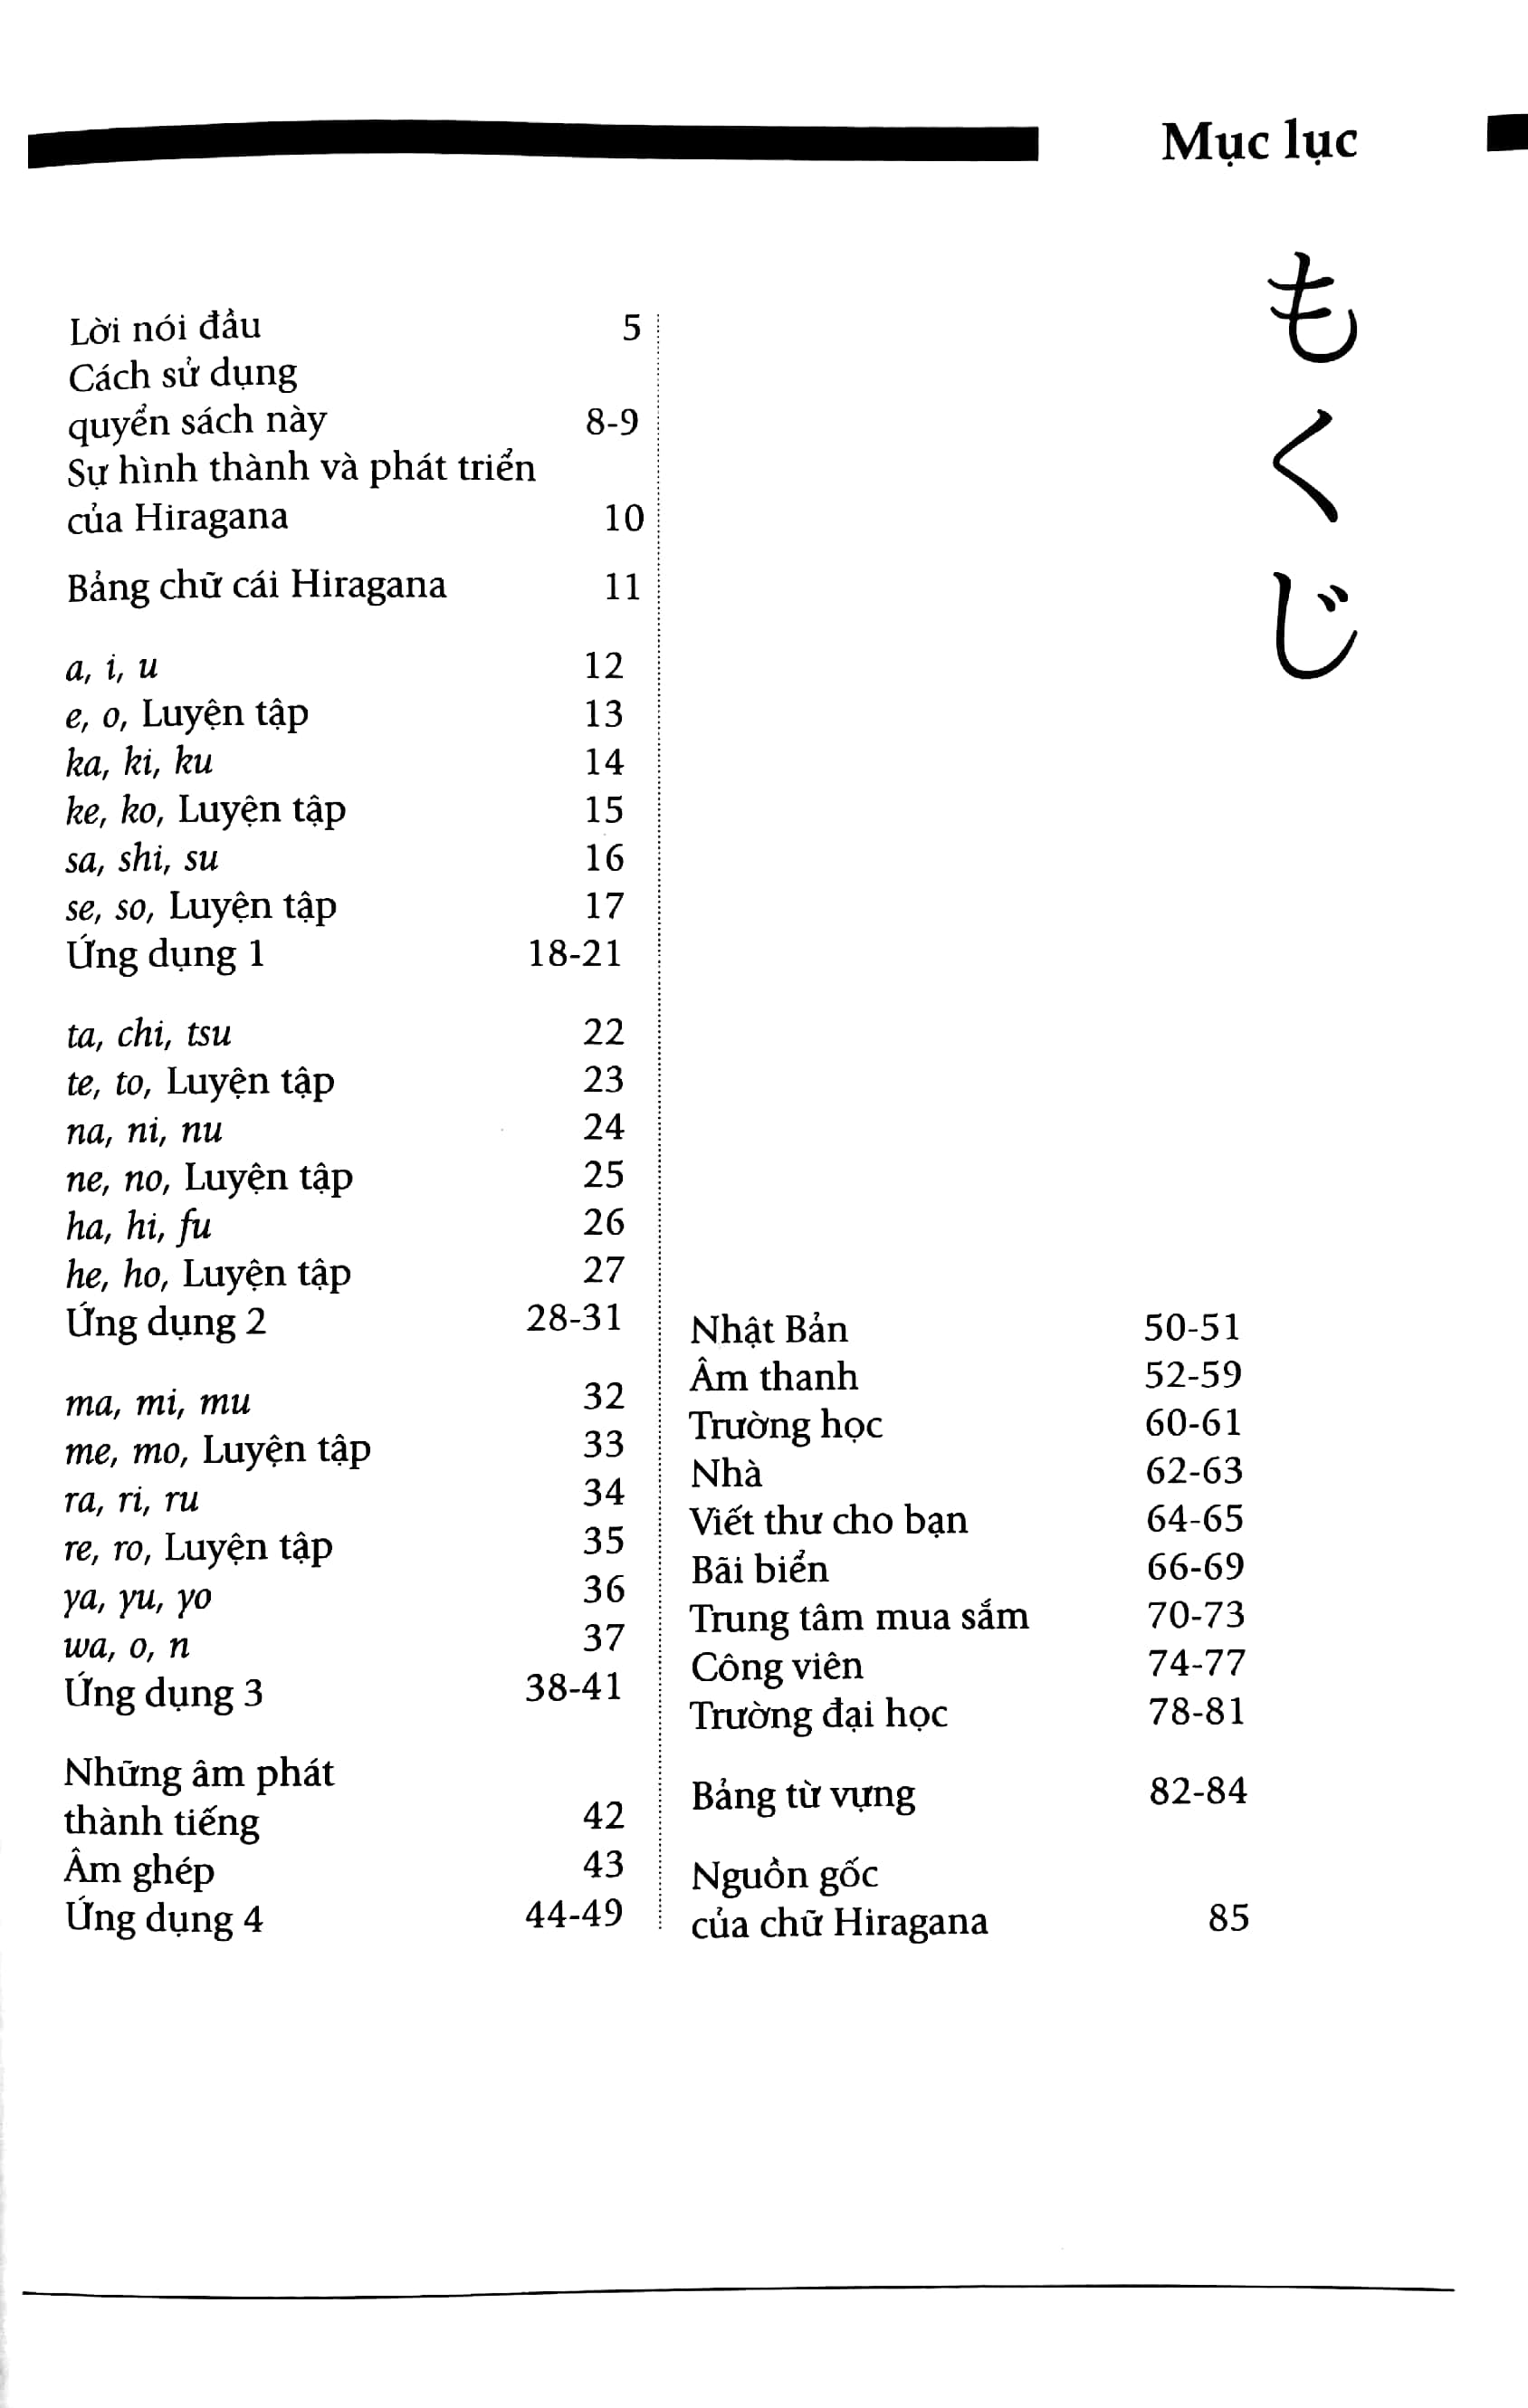 Mục lục
もくじ
Lời nói đầu 5
Cách sử dụng
quyển sách này 8-9
Sự hình thành và phát triển
của Hiragana 10
Bảng chữ cái Hiragana 11
a, i, u 12
e, o, Luyện tập 13
ka, ki, ku 14
ke, ko, Luyện tập 15
sa, shi, su 16
se, so, Luyện tập 17
Ứng dụng 1 18-21
ta, chi, tsu 22
te, to, Luyện tập 23
na, ni, nu 24
ne, no, Luyện tập 25
ha, hi, fu 26
he, ho, Luyện tập 27
Ứng dụng 2 28-31
ma, mi, mu 32
me, mo, Luyện tập 33
ra, ri, ru 34
re, ro, Luyện tập 35
ya, yu, yo 36
wa, o, n 37
Ứng dụng 3 38-41
Những âm phát
thành tiếng 42
Âm ghép 43
Ứng dụng 4 44-49
Nhật Bản 50-51
Âm thanh 52-59
Trường học 60-61
Nhà 62-63
Viết thư cho bạn 64-65
Bãi biển 66-69
Trung tâm mua sắm 70-73
Công viên 74-77
Trường đại học 78-81
Bảng từ vựng 82-84
Nguồn gốc
của chữ Hiragana 85